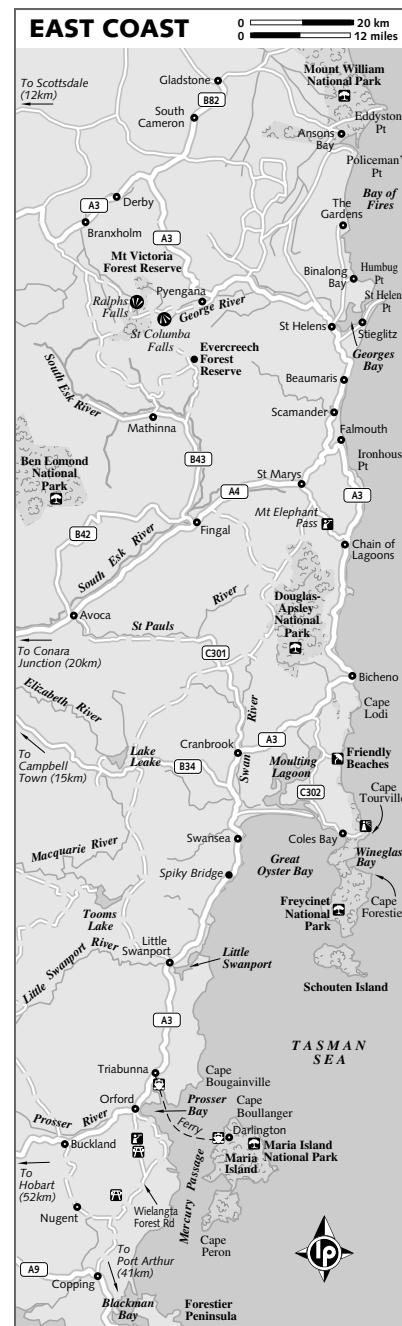 EAST COAST
0 20 km
0 12 miles
To Scottsdale
(12km)
Gladstone
B82
South
Cameron
Mount William
National Park
Eddyston
Pt
Ansons
Bay
Policeman's
Pt
Bay of
Fires
A3
Derby
Branxholm
A3
The
Gardens
Mt Victoria
Forest Reserve
Binalong
Bay
Humbug
Pt
Pyengana
St Helens
Pt
Ralphs
Falls
George River
St Columba
Falls
St Helens
Stieglitz
Georges
Bay
Evercreech
Forest
Reserve
Beaumaris
South Esk River
Scamander
Mathinna
Falmouth
Ironhouse
Pt
Ben Lomond
National
Park
B43
St Marys
A4
A3
Mt Elephant
Pass
B42
Fingal
Chain of
Lagoons
South Esk River
River
Douglas-
Apsley
National
Park
Avoca
St Pauls
C301
To Conara
Junction (20km)
Bicheno
Elizabeth River
River
Cape
Lodi
To
Campbell
Town (15km)
Lake
Leake
Cranbrook
A3
Friendly
Beaches
B34
Swan
Moulting
Lagoon
C302
Cape
Tourville
Macquarie River
Swansea
Coles Bay
Wineglass
Bay
Great
Oyster Bay
Spiky Bridge
Freycinet
National
Park
Cape
Forestier
Tooms
Lake
Little
Swanport
Little
Swanport
Little Swanport River
Schouten Island
A3
TASMAN
SEA
Triabunna
Cape
Bougainville
Orford
Prosser
Bay
Cape
Boullanger
Prosser River
Ferry
Darlington
Buckland
Maria Island
National Park
Maria
Island
To
Hobart
(52km)
Mercury Passage
Wielangta
Forest Rd
Nugent
Cape
Peron
To
Port Arthur
(41km)
A9
Copping
lp
Blackman
Bay
Forestier
Peninsula